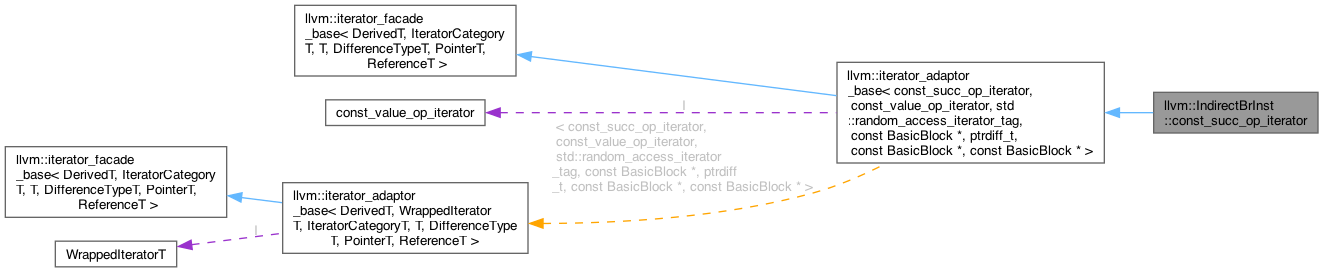 llvm::iterator_facade
_base< DerivedT, IteratorCategory
T, T, DifferenceTypeT, PointerT,
ReferenceT >
const_value_op_iterator
I
llvm::iterator_adaptor
_base< const_succ_op_iterator,
const_value_op_iterator, std
::random_access_iterator_tag,
const BasicBlock *, ptrdiff_t,
const BasicBlock *, const BasicBlock * >
llvm::IndirectBrInst
::const_succ_op_iterator
< const_succ_op_iterator,
const_value_op_iterator,
std::random_access_iterator
_tag, const BasicBlock *, ptrdiff
_t, const BasicBlock *, const BasicBlock * >
llvm::iterator_facade
_base< DerivedT, IteratorCategory
T, T, DifferenceTypeT, PointerT,
ReferenceT >
llvm::iterator_adaptor
_base< DerivedT, WrappedIterator
T, IteratorCategoryT, T, DifferenceType
T, PointerT, ReferenceT >
I
WrappedIteratorT